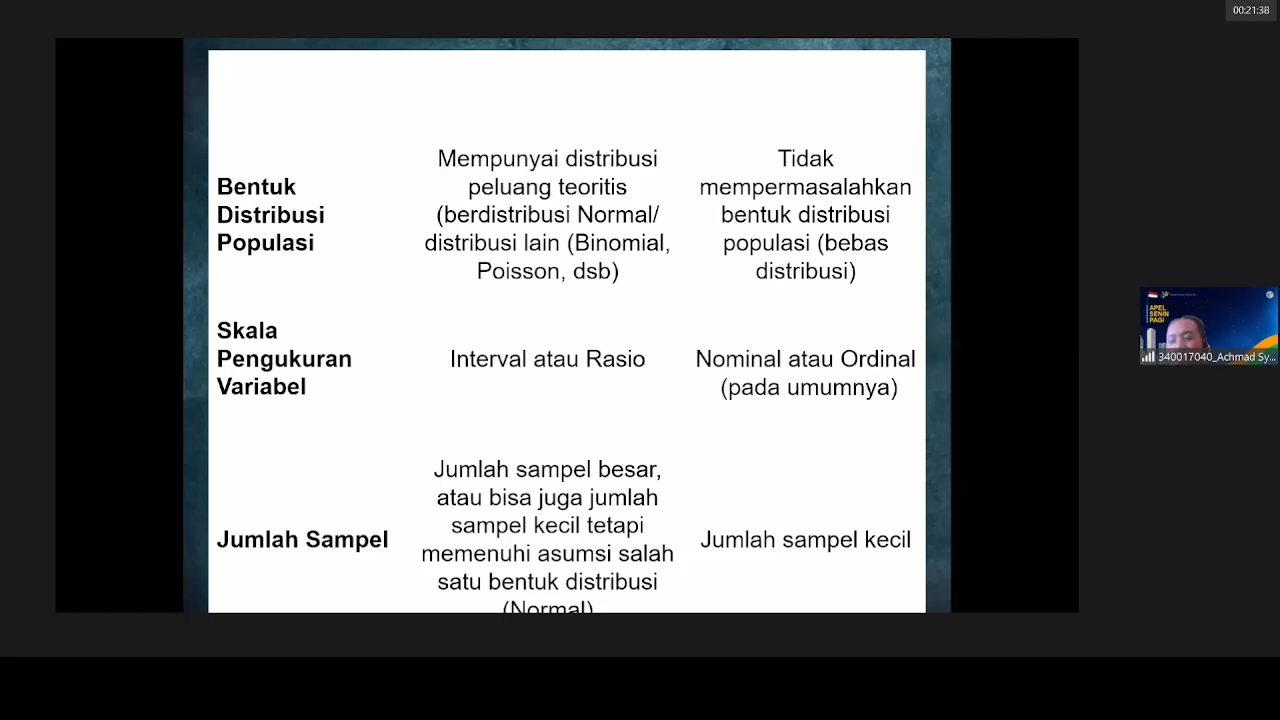 00:21:38
Mempunyai distribusi
peluang teoritis
(berdistribusi Normal/
distribusi lain (Binomial,
Poisson, dsb)
Tidak
mempermasalahkan
bentuk distribusi
populasi (bebas
distribusi)
Bentuk
Distribusi
Populasi
Skala
Pengukuran
Variabel
Interval atau Rasio
Nominal atau Ordinal
(pada umumnya)
Jumlah Sampel
Jumlah sampel besar,
atau bisa juga jumlah
sampel kecil tetapi
memenuhi asumsi salah
satu bentuk distribusi
(Normal)
Jumlah sampel kecil
APEL
SENIN
PAGI
340017040_Achmad Sy...